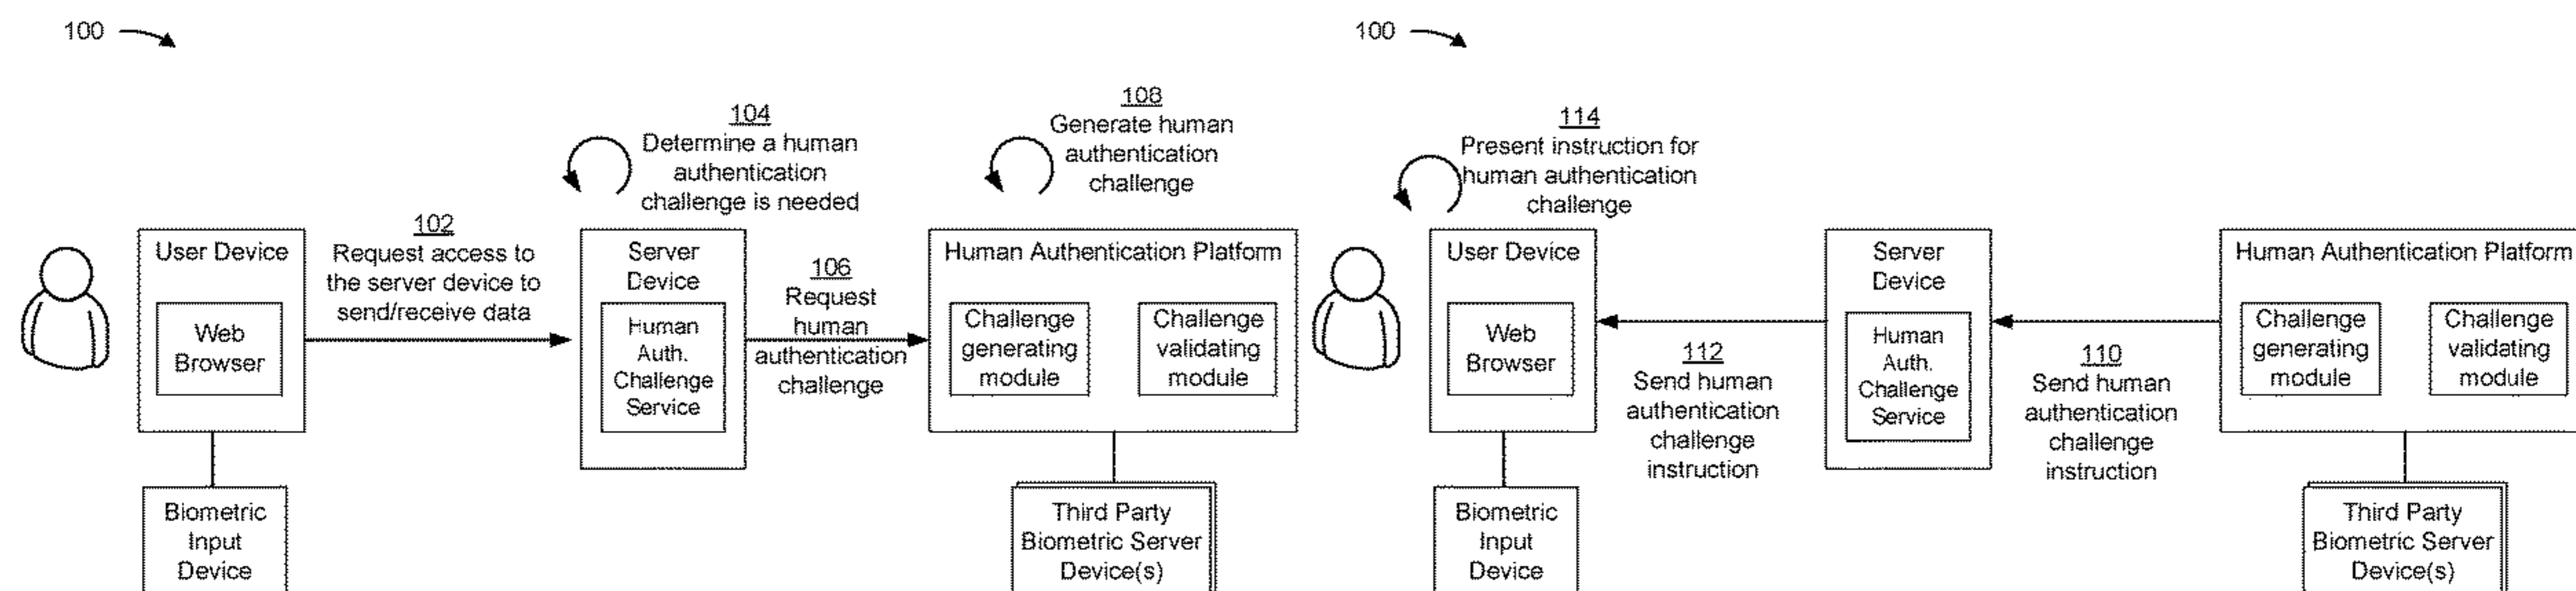 100
102
Request access to
the server device to
send/receive data
104
Determine a human
authentication
challenge is needed
106
Request
human
authentication
challenge
108
Generate human
authentication
challenge
User Device
Web
Browser
Biometric
Input
Device
Server
Device
Human
Auth.
Challenge
Service
Human Authentication Platform
Challenge
generating
module
Challenge
validating
module
Third Party
Biometric Server
Device(s)
100
114
Present instruction for
human authentication
challenge
User Device
Web
Browser
Biometric
Input
Device
112
Send human
authentication
challenge
instruction
Server
Device
Human
Auth.
Challenge
Service
110
Send human
authentication
challenge
instruction
Human Authentication Platform
Challenge
generating
module
Challenge
validating
module
Third Party
Biometric Server
Device(s)